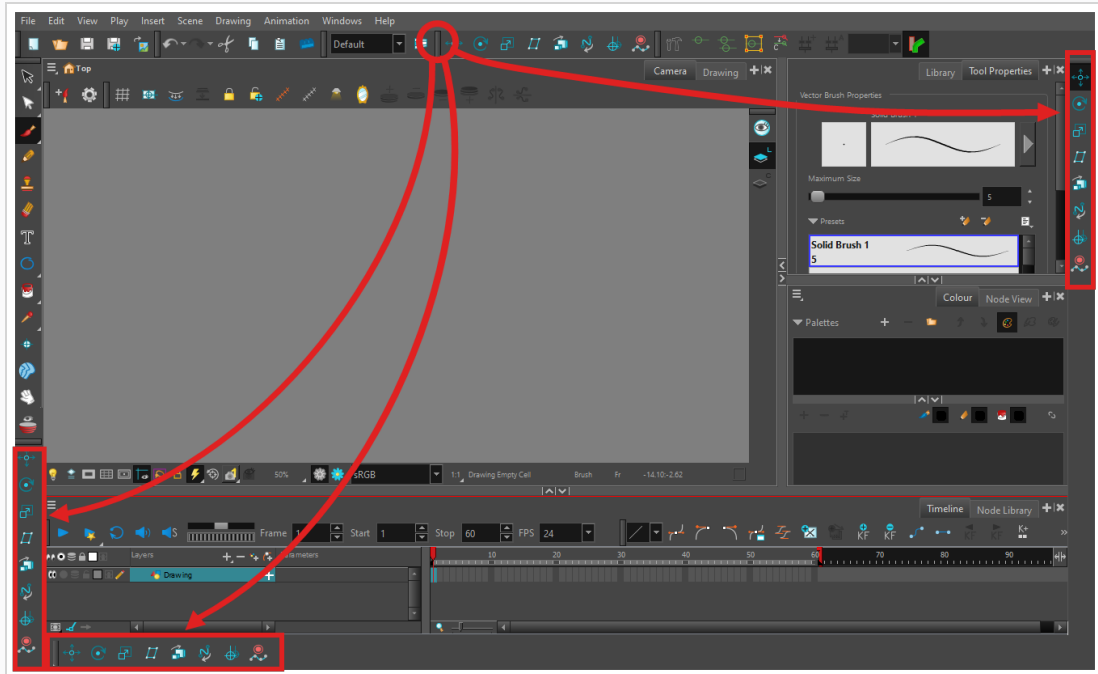 File Edit View Play Insert Scene Drawing Animation Windows Help
Default
Top
Camera Drawing
Library Tool Properties
Vector Brush Properties
Solid Brush 1
Maximum Size
5
Presets
Solid Brush 1
5
Colour Node View
Palettes
50% sRGB 1:1 Drawing Empty Cell Brush Fr -14.10:-2.62
Timeline Node Library
Frame 1 Start 1 Stop 60 FPS 24
Layers Parameters
10 20 30 40 50 60 70 80 90
Drawing